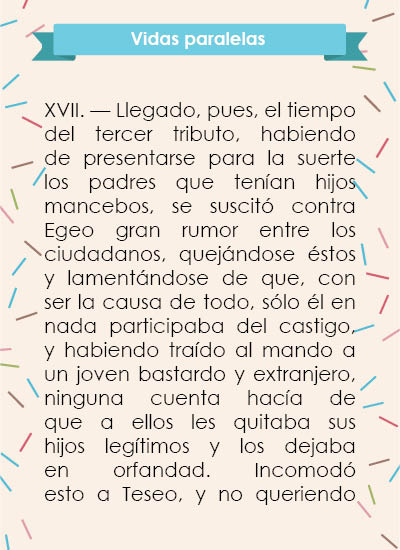 Vidas paralelas
XVII. — Llegado, pues, el tiempo
del tercer tributo, habiendo
de presentarse para la suerte
los padres que tenían hijos
mancebos, se suscitó contra
Egeo gran rumor entre los
ciudadanos, quejándose éstos
y lamentándose de que, con
ser la causa de todo, sólo él en
nada participaba del castigo,
y habiendo traído al mando a
un joven bastardo y extranjero,
ninguna cuenta hacía de
que a ellos les quitaba sus
hijos legítimos y los dejaba
en orfandad. Incomodó
esto a Teseo, y no queriendo